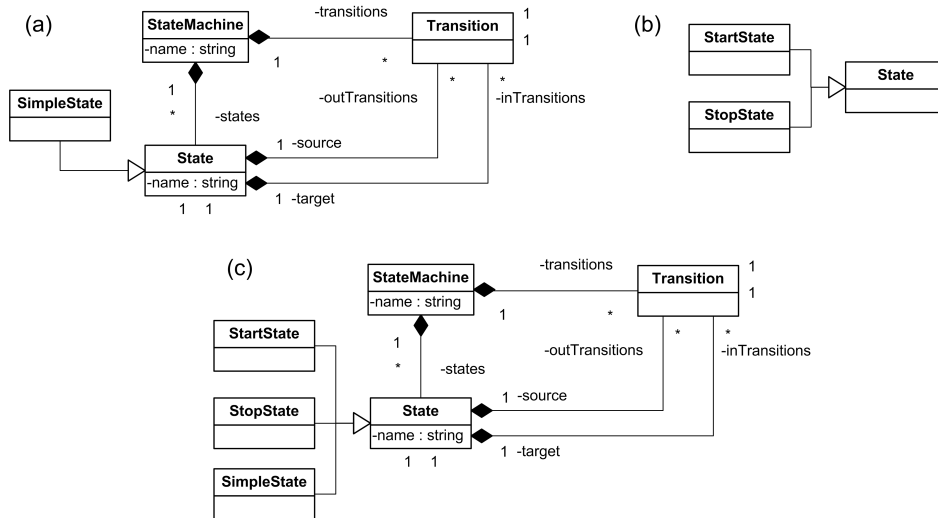 (a)
StateMachine
-name : string
-transitions
1
*
Transition
1
1
1
*
-states
-outTransitions
*
*
-inTransitions
SimpleState
State
-name : string
1 -source
1 -target
1 1
(b)
StartState
StopState
State
(c)
StateMachine
-name : string
-transitions
1
*
Transition
1
1
1
*
-states
-outTransitions
*
*
-inTransitions
StartState
StopState
SimpleState
State
-name : string
1 -source
1 -target
1 1